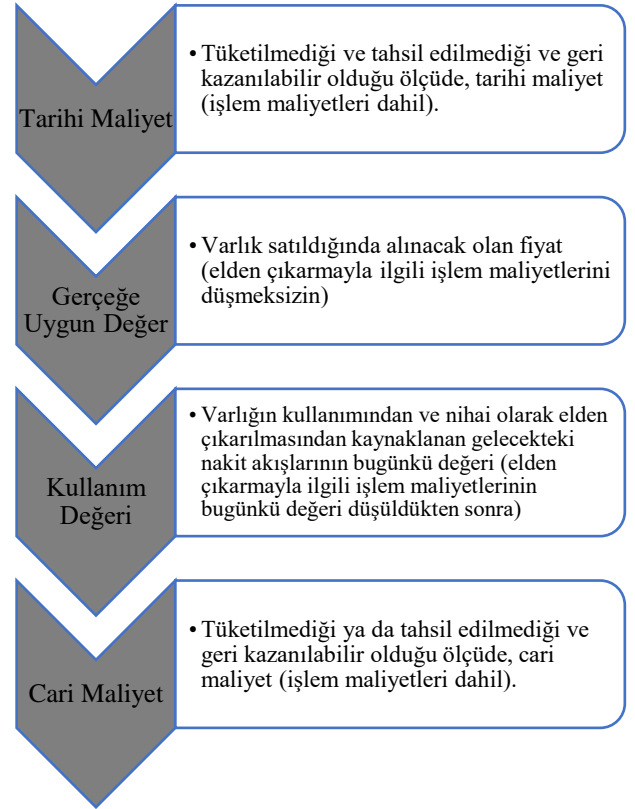 Tarihi Maliyet
• Tüketilmediği ve tahsil edilmediği ve geri
kazanılabilir olduğu ölçüde, tarihi maliyet
(işlem maliyetleri dahil).
Gerçeğe
Uygun Değer
• Varlık satıldığında alınacak olan fiyat
(elden çıkarmayla ilgili işlem maliyetlerini
düşmeksizin)
Kullanım
Değeri
• Varlığın kullanımından ve nihai olarak elden
çıkarılmasından kaynaklanan gelecekteki
nakit akışlarının bugünkü değeri (elden
çıkarmayla ilgili işlem maliyetlerinin
bugünkü değeri düşüldükten sonra)
Cari Maliyet
• Tüketilmediği ya da tahsil edilmediği ve
geri kazanılabilir olduğu ölçüde, cari
maliyet (işlem maliyetleri dahil).